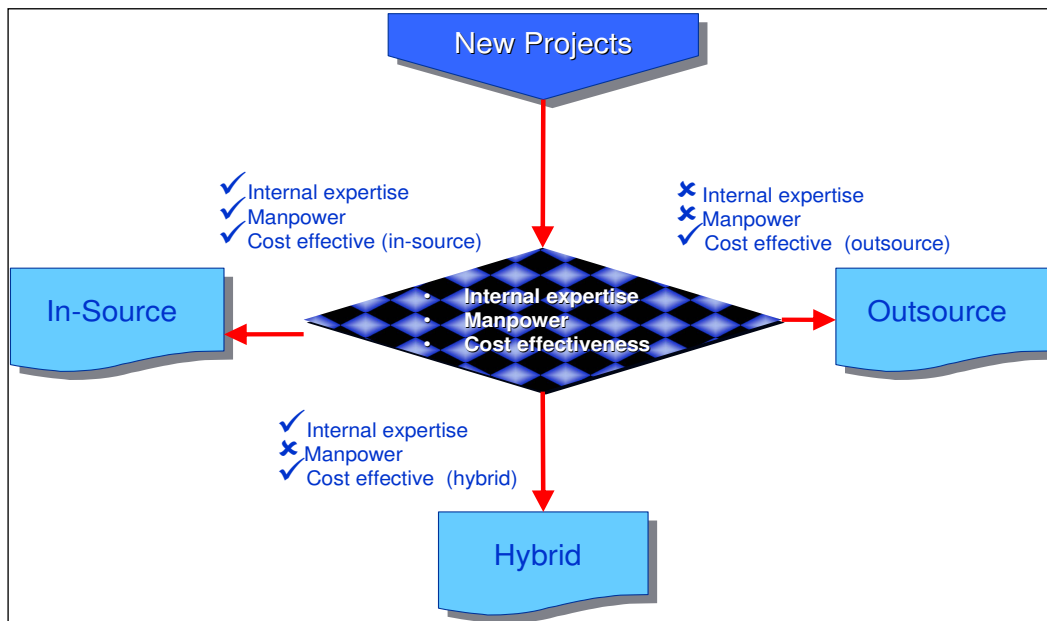 New Projects
✓ Internal expertise
✓ Manpower
✓ Cost effective (in-source)
✗ Internal expertise
✗ Manpower
✓ Cost effective (outsource)
In-Source
• Internal expertise
• Manpower
• Cost effectiveness
Outsource
✓ Internal expertise
✗ Manpower
✓ Cost effective (hybrid)
Hybrid